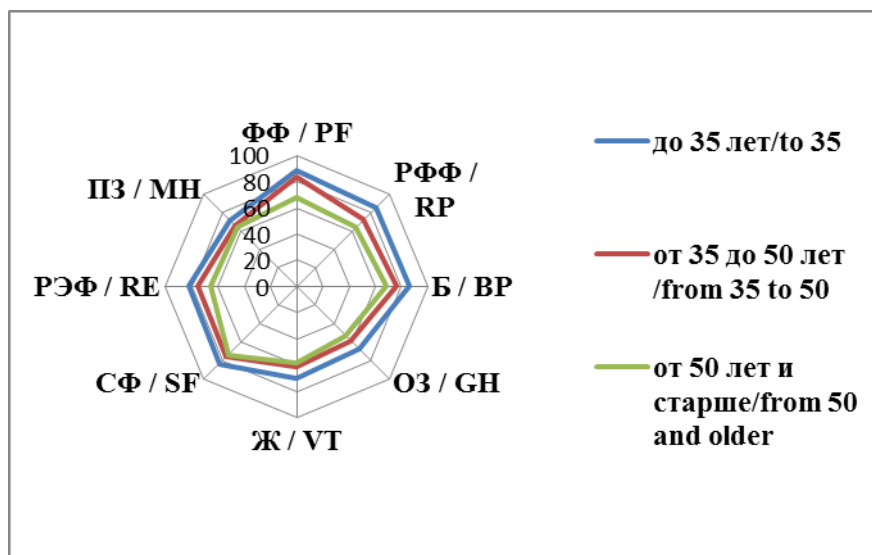 ФФ / PF
РФФ /
RP
Б / BP
ОЗ / GH
Ж / VT
СФ / SF
РЭФ / RE
ПЗ / MH
100
80
60
40
20
0
до 35 лет/to 35
от 35 до 50 лет
/from 35 to 50
от 50 лет и
старше/from 50
and older